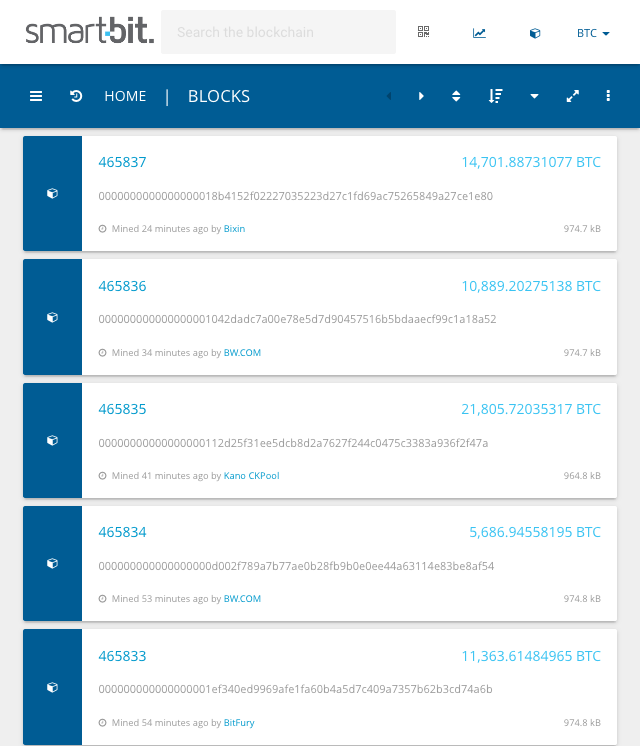 smartbit.
Search the blockchain
BTC
HOME | BLOCKS
465837 14,701.88731077 BTC
0000000000000000018b4152f02227035223d27c1fd69ac75265849a27ce1e80
Mined 24 minutes ago by Bixin 974.7 kB
465836 10,889.20275138 BTC
000000000000000001042dadc7a00e78e5d7d90457516b5bdaaecf99c1a18a52
Mined 34 minutes ago by BW.COM 974.7 kB
465835 21,805.72035317 BTC
00000000000000000112d25f31ee5dcb8d2a7627f244c0475c3383a936f2f47a
Mined 41 minutes ago by Kano CKPool 964.8 kB
465834 5,686.94558195 BTC
000000000000000000d002f789a7b77ae0b28fb9b0e0ee44a63114e83be8af54
Mined 53 minutes ago by BW.COM 974.8 kB
465833 11,363.61484965 BTC
000000000000000001ef340ed9969afe1fa60b4a5d7c409a7357b62b3cd74a6b
Mined 54 minutes ago by BitFury 974.8 kB